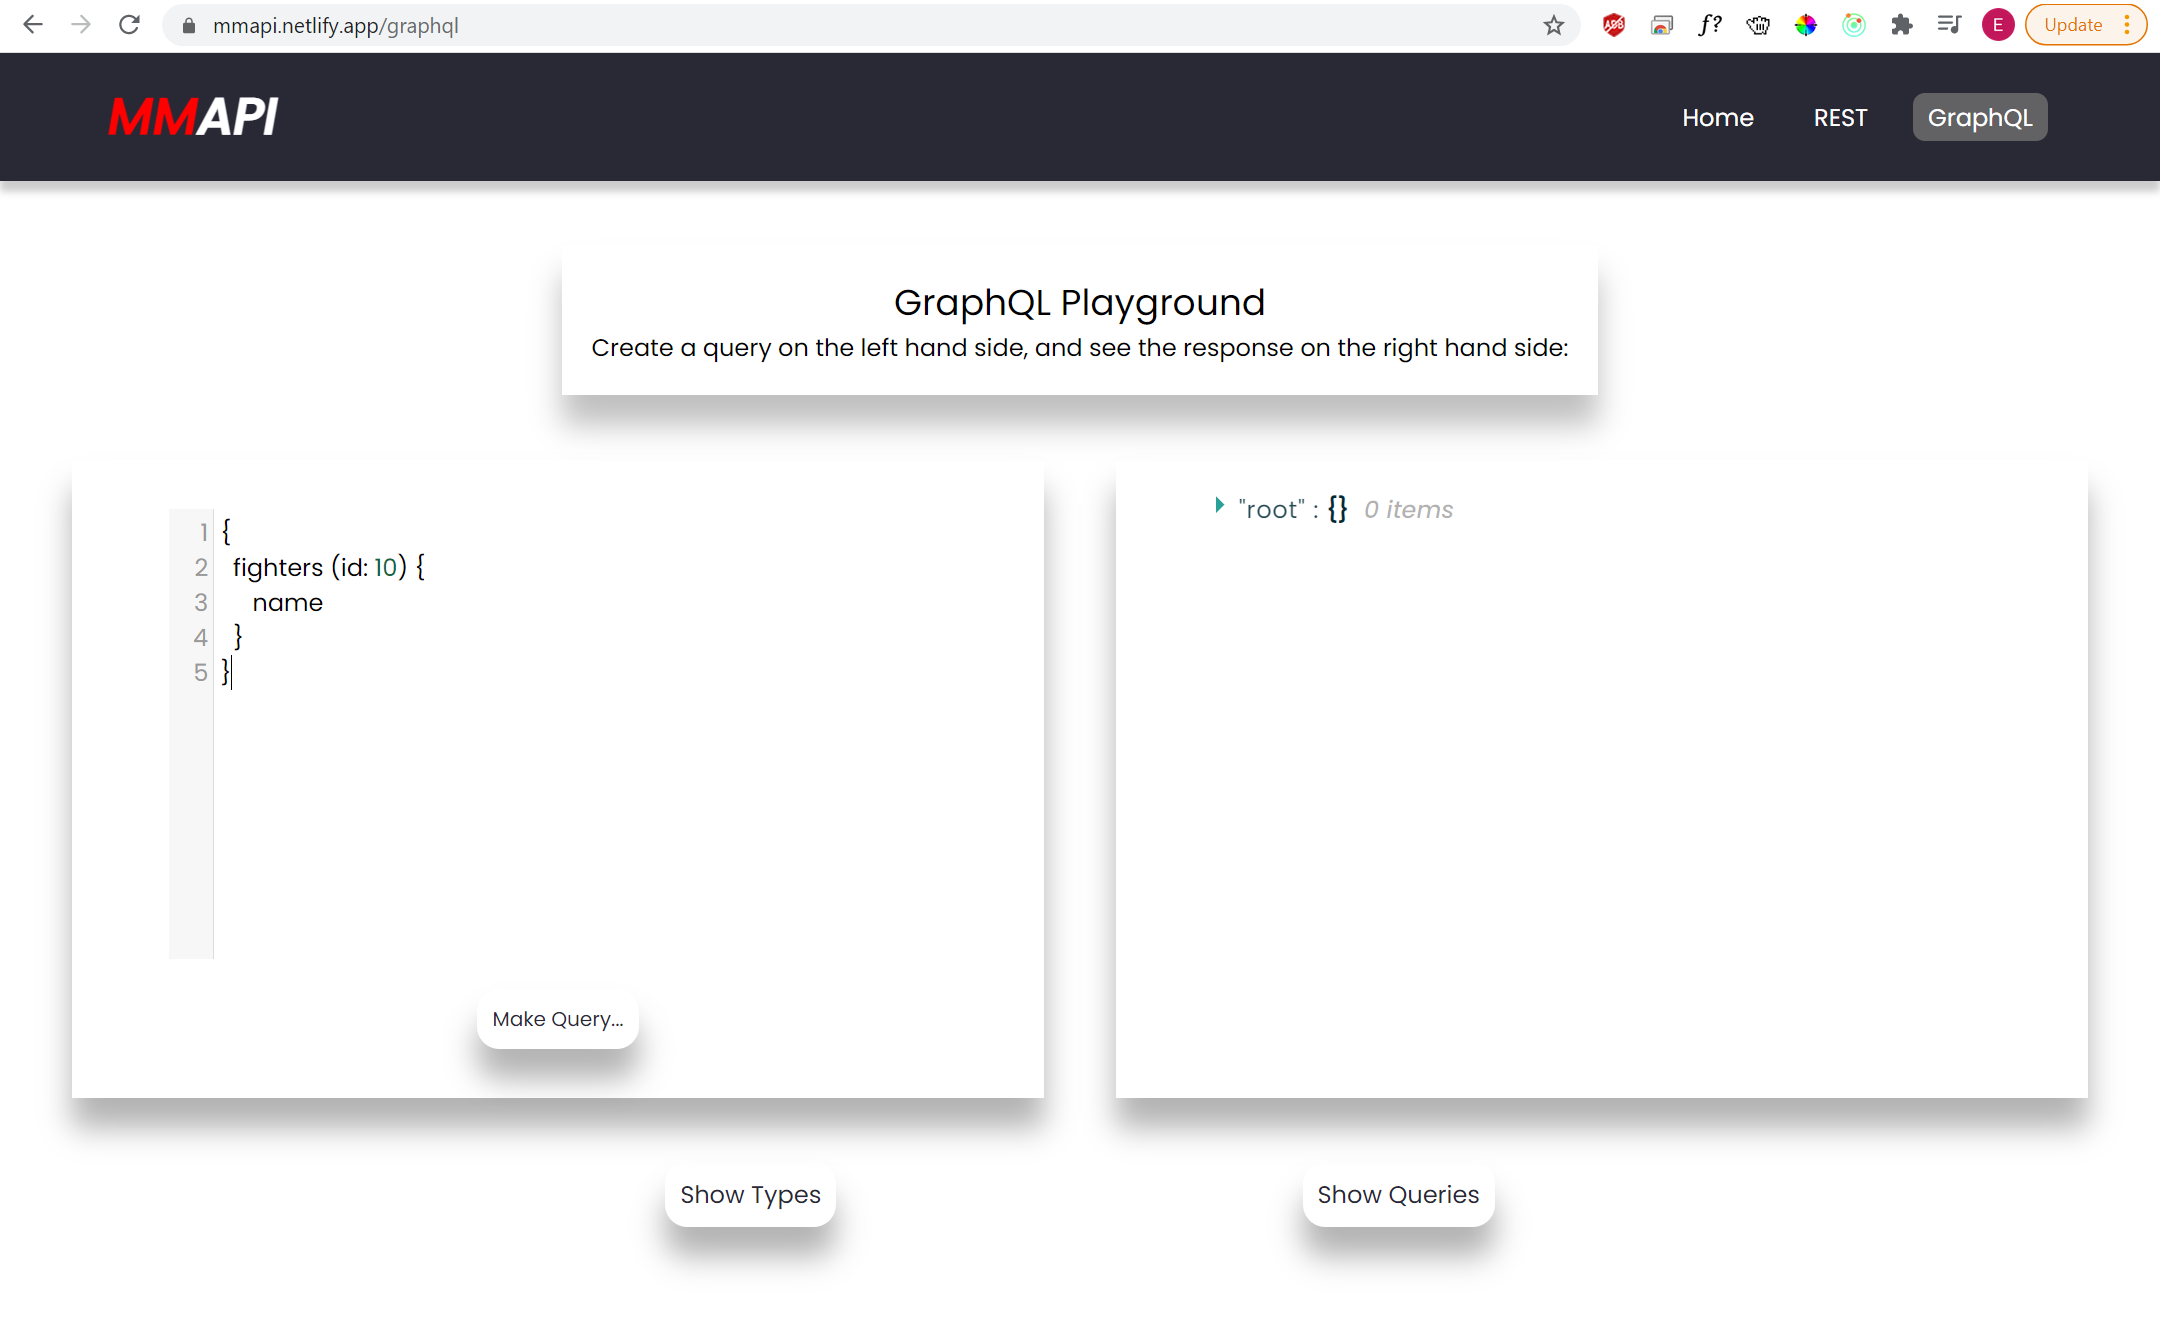 mmapi.netlify.app/graphql
ABP
f?
E
Update
MMAPI
Home
REST
GraphQL
GraphQL Playground
Create a query on the left hand side, and see the response on the right hand side:
1 {
2 fighters (id: 10) {
3 name
4 }
5 }
"root" : {} 0 items
Make Query...
Show Types
Show Queries